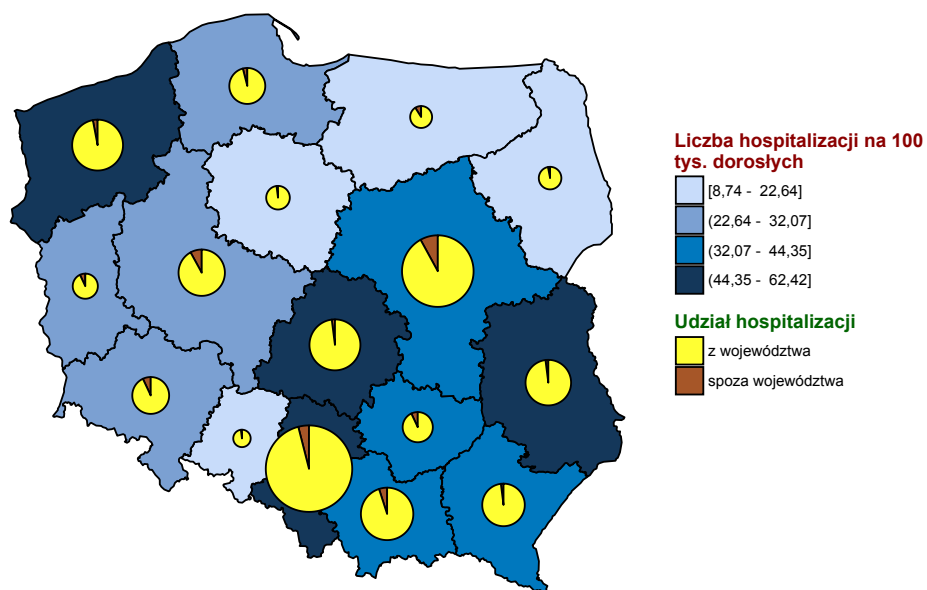 Liczba hospitalizacji na 100
tys. dorosłych
[8,74 - 22,64]
(22,64 - 32,07]
(32,07 - 44,35]
(44,35 - 62,42]
Udział hospitalizacji
z województwa
spoza województwa